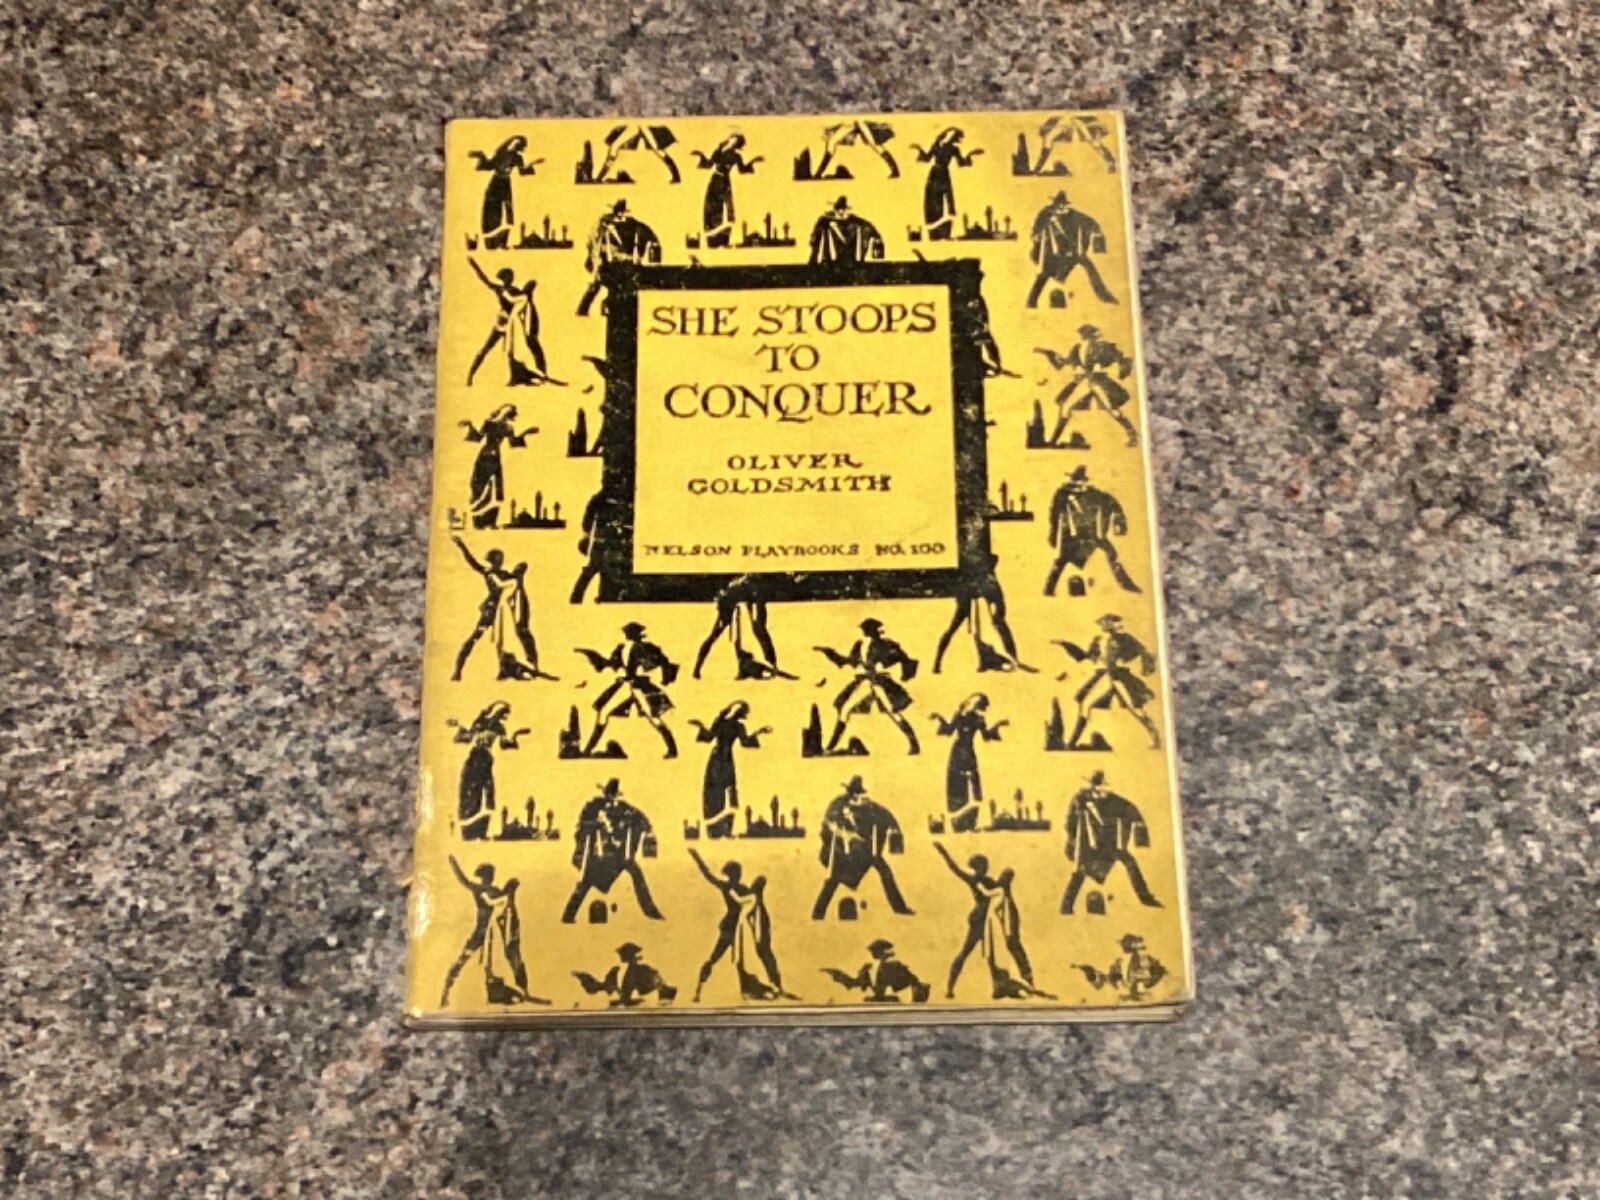 SHE STOOPS
TO
CONQUER
OLIVER
GOLDSMITH
NELSON PLAYBOOKS NO. 100